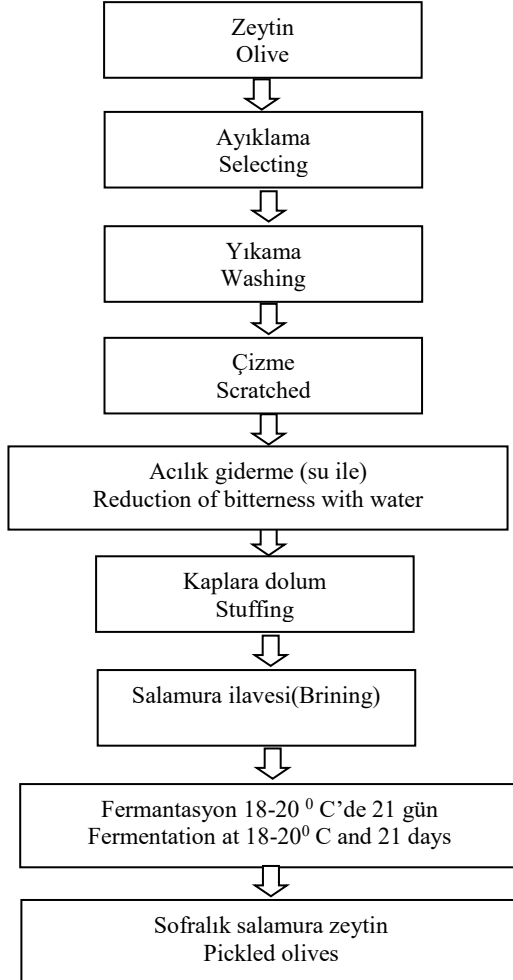 Zeytin
Olive
Ayıklama
Selecting
Yıkama
Washing
Çizme
Scratched
Acılık giderme (su ile)
Reduction of bitterness with water
Kaplara dolum
Stuffing
Salamura ilavesi(Brining)
Fermantasyon 18-20 ⁰ C’de 21 gün
Fermentation at 18-20⁰ C and 21 days
Sofralık salamura zeytin
Pickled olives